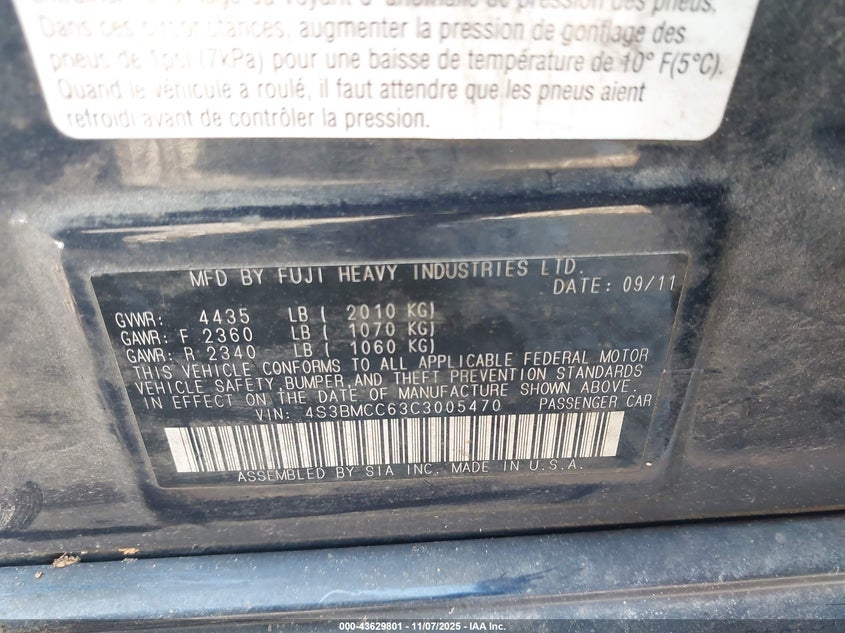 de pression des pneus.
Dans ces circonstances, augmenter la pression de gonflage des
pneus de 1psi (7kPa) pour une baisse de température de 10° F(5°C).
Quand le véhicule a roulé, il faut attendre que les pneus aient
refroidi avant de contrôler la pression.
MFD BY FUJI HEAVY INDUSTRIES LTD.
DATE: 09/11
GVWR: 4435 LB ( 2010 KG)
GAWR: F 2360 LB ( 1070 KG)
GAWR: R 2340 LB ( 1060 KG)
THIS VEHICLE CONFORMS TO ALL APPLICABLE FEDERAL MOTOR
VEHICLE SAFETY,BUMPER,AND THEFT PREVENTION STANDARDS
IN EFFECT ON THE DATE OF MANUFACTURE SHOWN ABOVE.
VIN: 4S3BMCC63C3005470 PASSENGER CAR
ASSEMBLED BY SIA INC. MADE IN U.S.A.
000-43629801 - 11/07/2025 - IAA Inc.